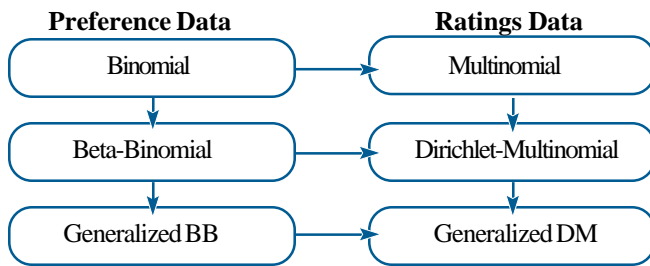 Preference Data
Ratings Data
Binomial
Multinomial
Beta-Binomial
Dirichlet-Multinomial
Generalized BB
Generalized DM